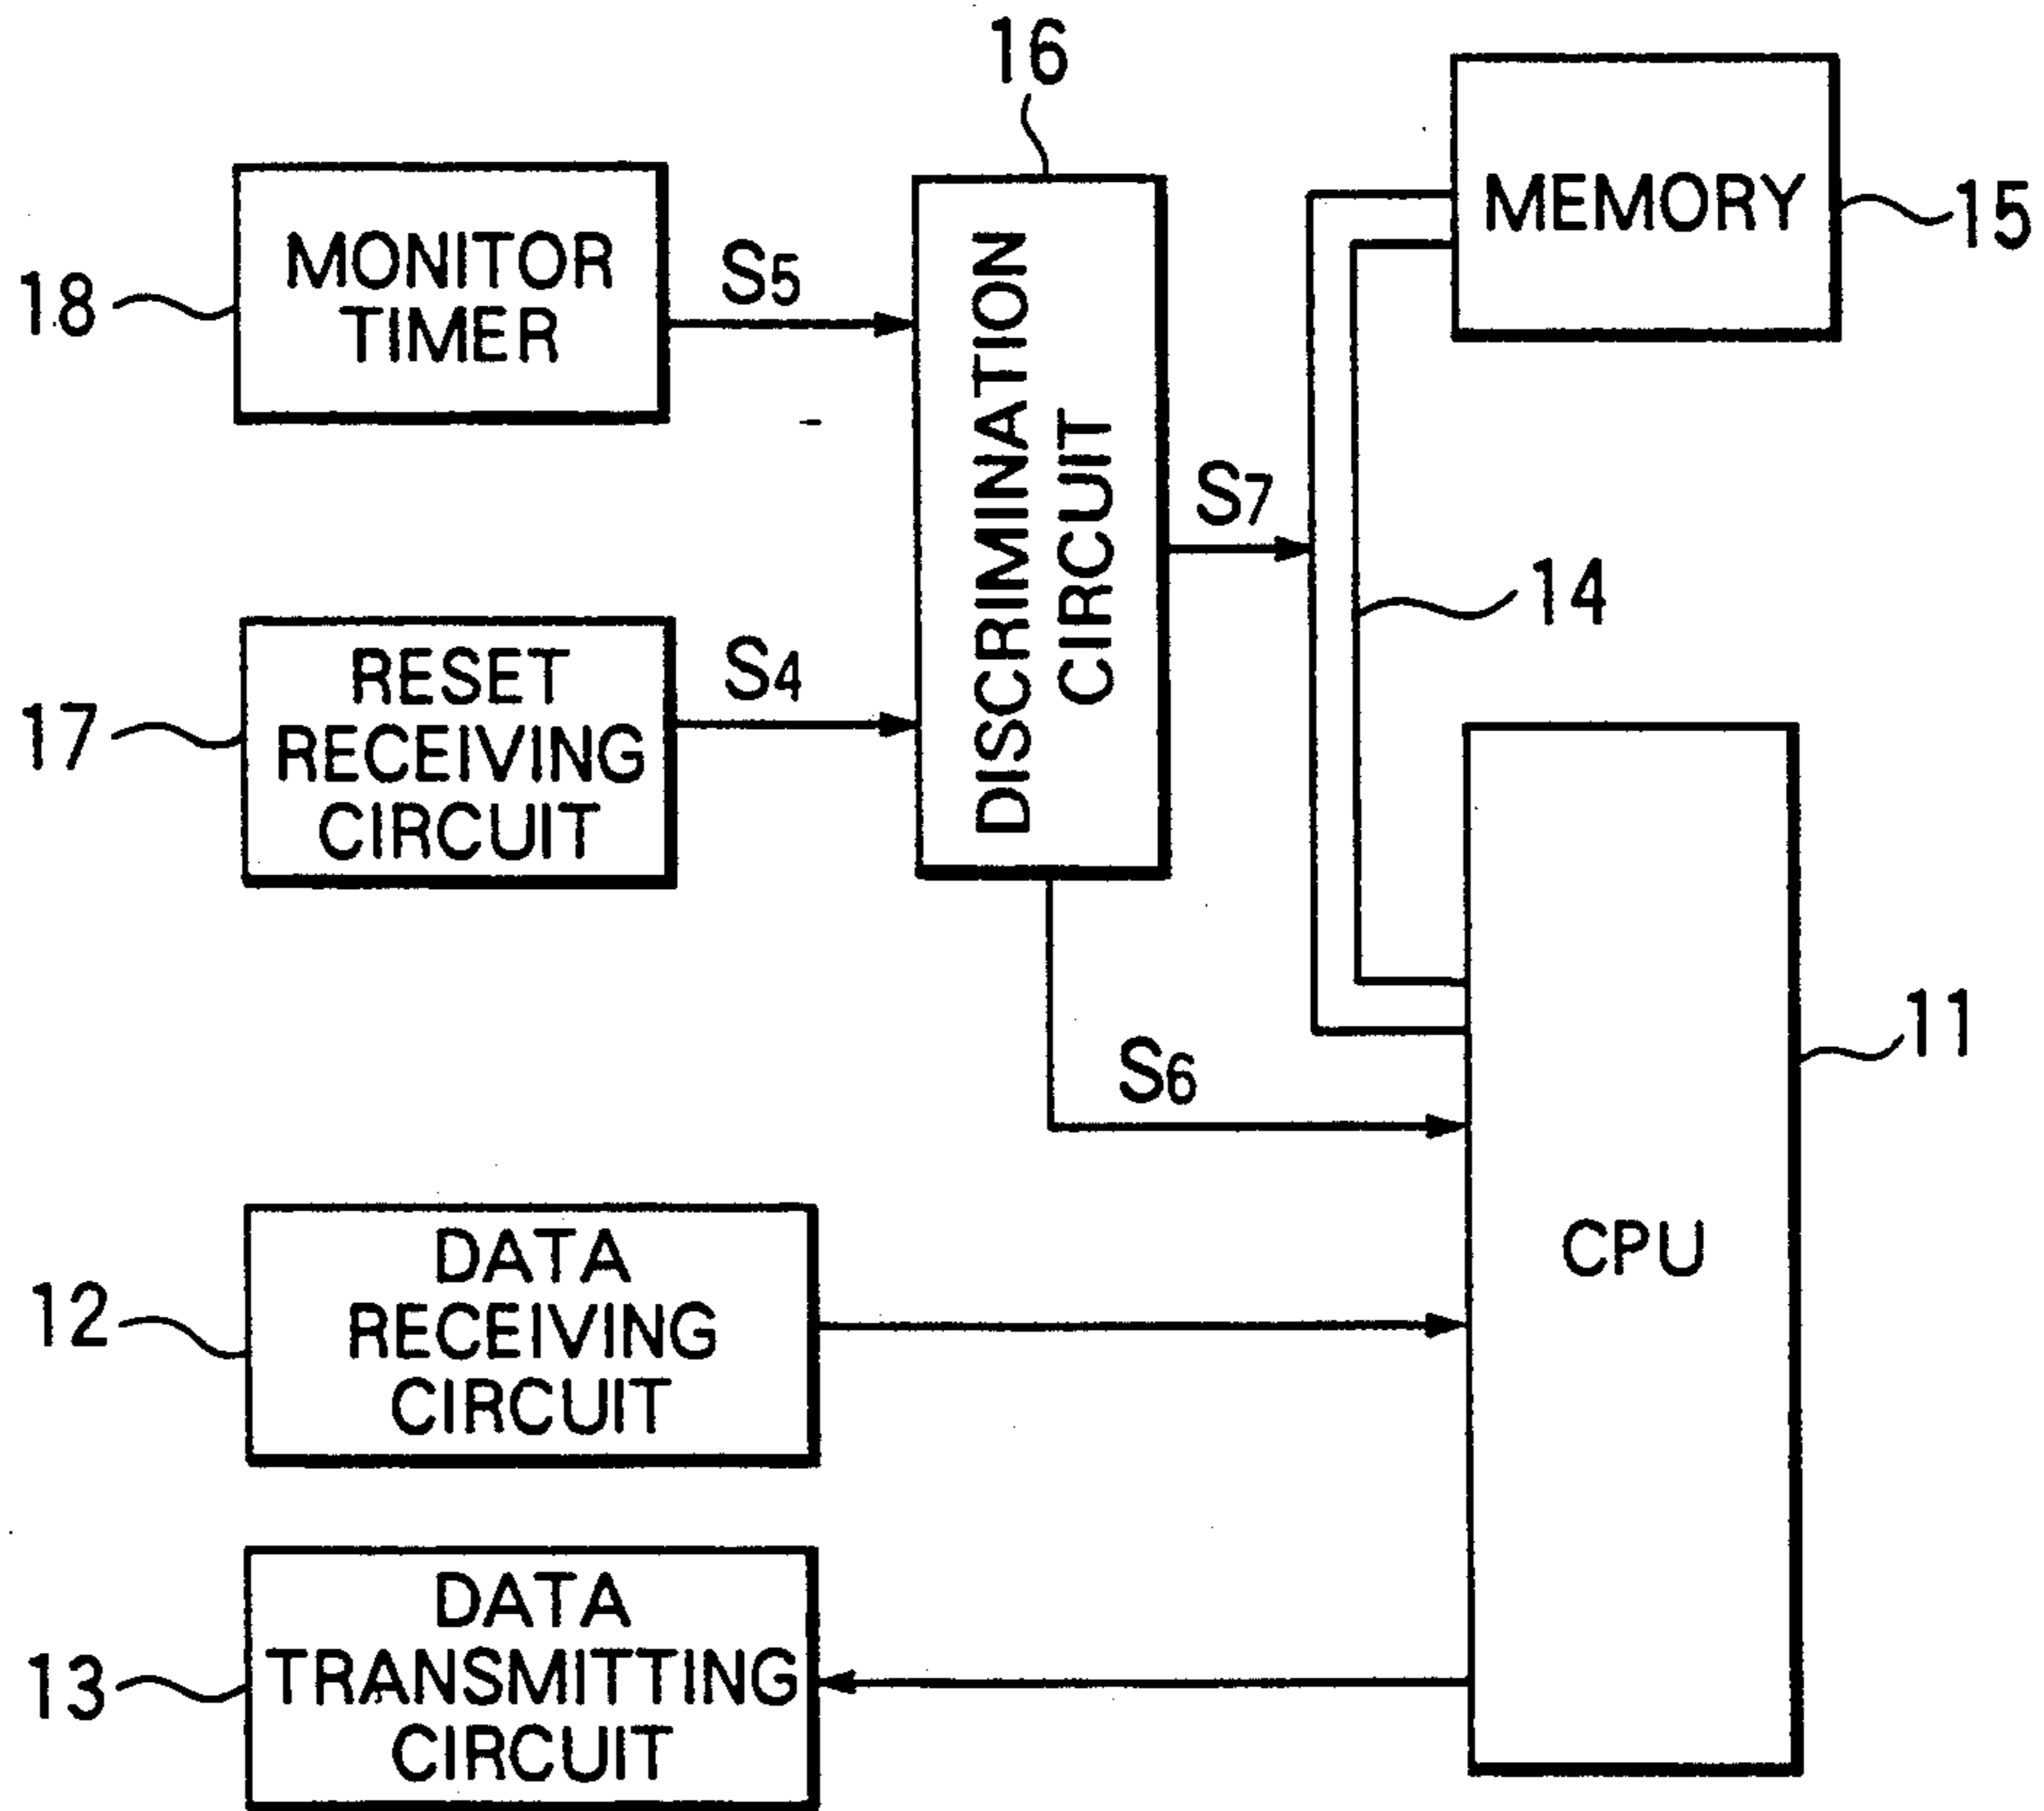 16
MEMORY
15
MONITOR
TIMER
18
S5
DISCRIMINATION
CIRCUIT
S7
14
RESET
RECEIVING
CIRCUIT
17
S4
11
S6
CPU
DATA
RECEIVING
CIRCUIT
12
DATA
TRANSMITTING
CIRCUIT
13